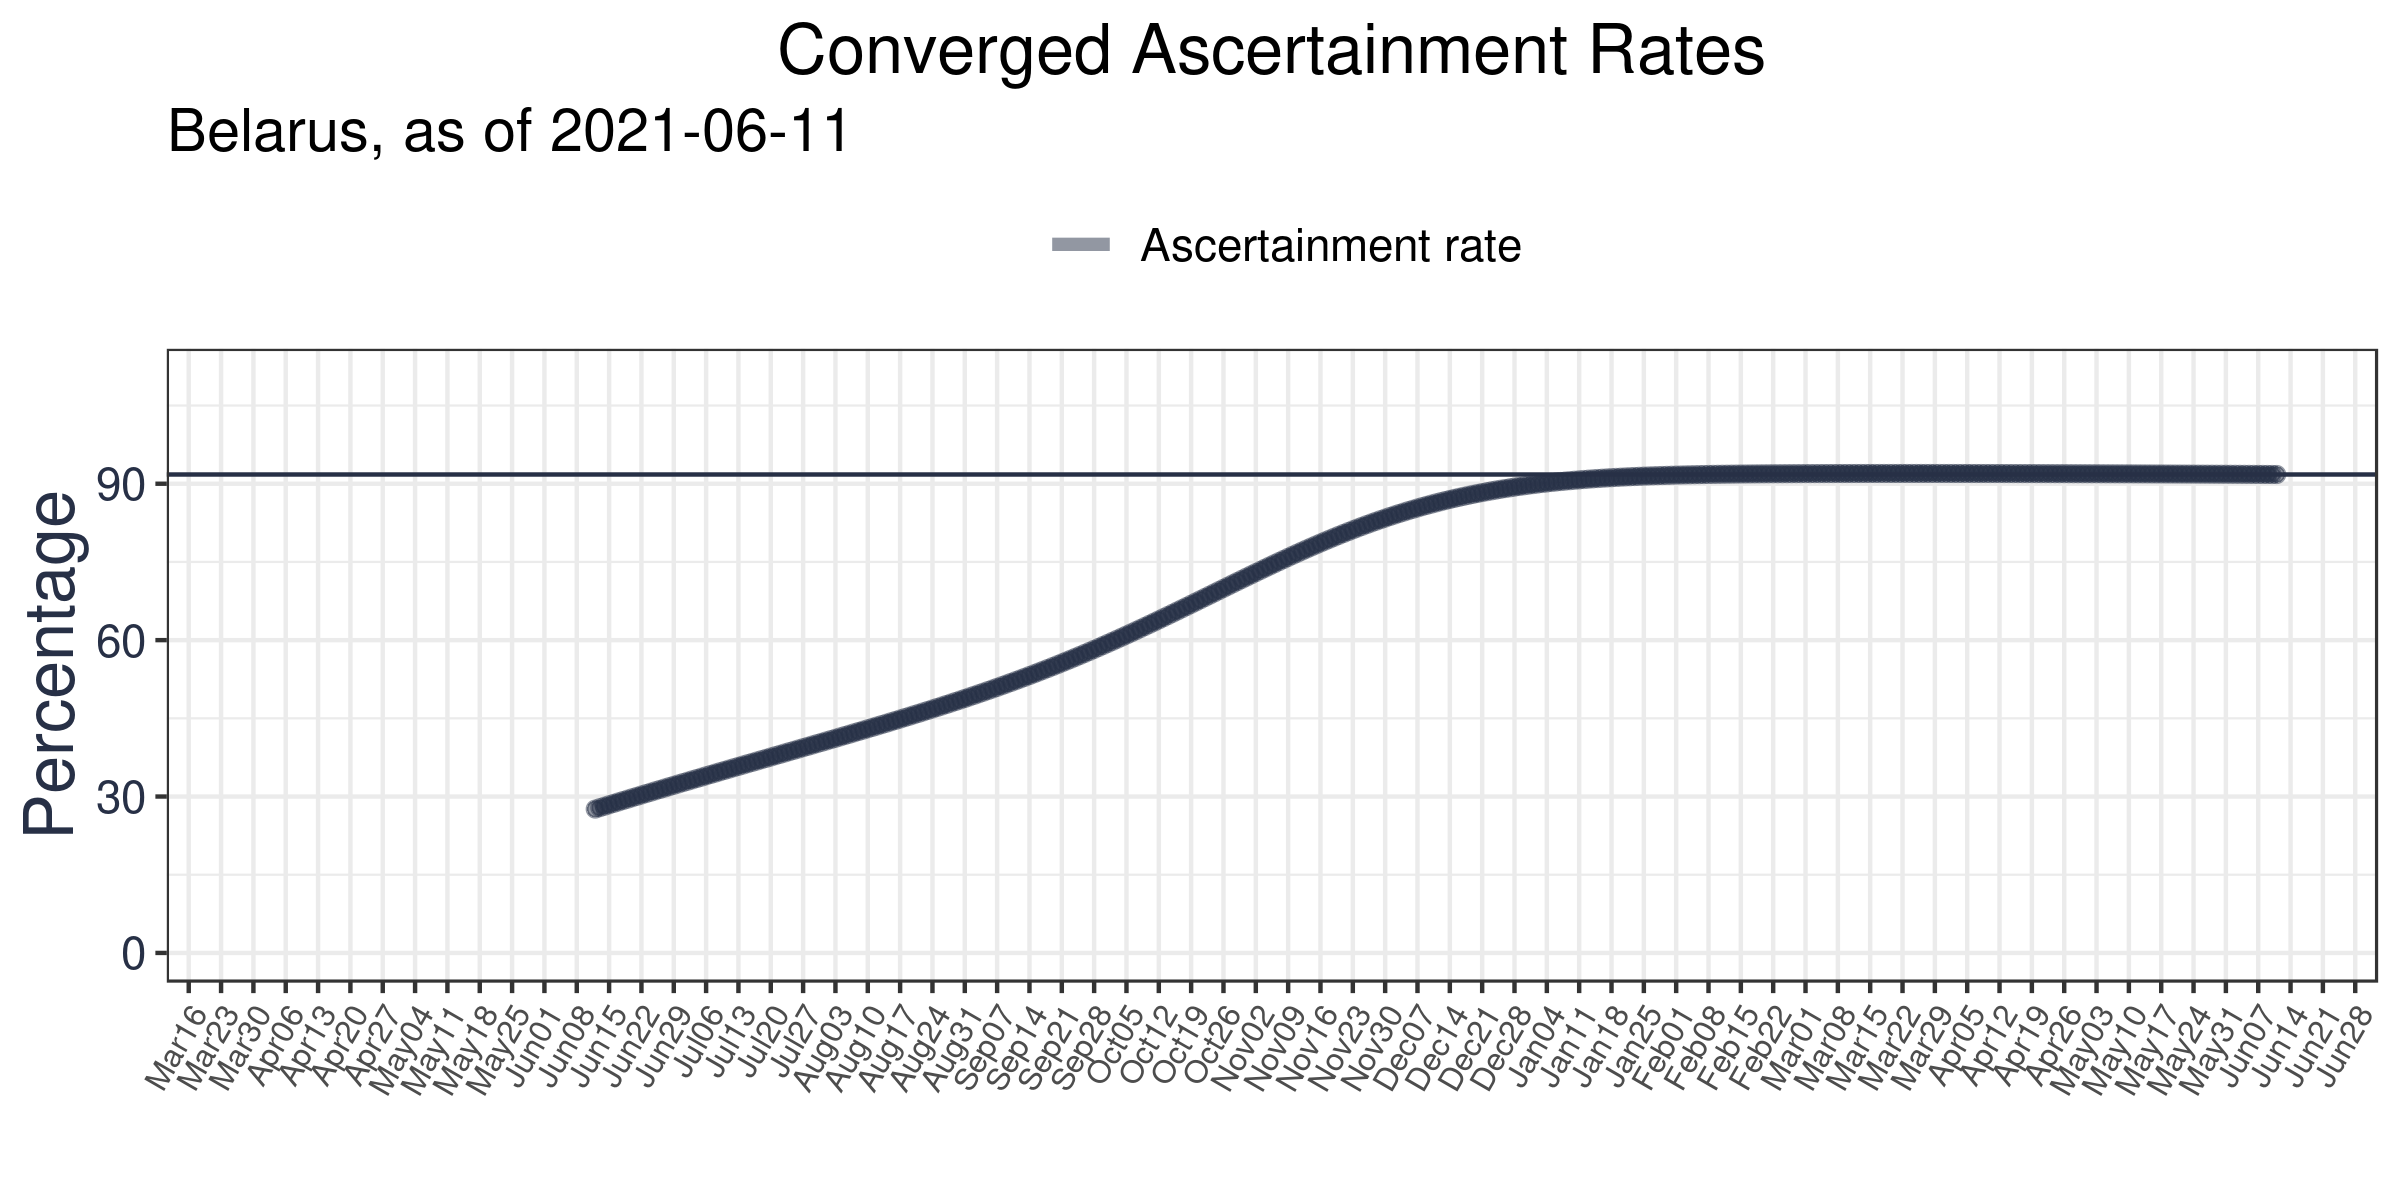 Converged Ascertainment Rates
Belarus, as of 2021-06-11
Ascertainment rate
Percentage
90
60
30
0
Mar16
Mar23
Mar30
Apr06
Apr13
Apr20
Apr27
May04
May11
May18
May25
Jun01
Jun08
Jun15
Jun22
Jun29
Jul06
Jul13
Jul20
Jul27
Aug03
Aug10
Aug17
Aug24
Aug31
Sep07
Sep14
Sep21
Sep28
Oct05
Oct12
Oct19
Oct26
Nov02
Nov09
Nov16
Nov23
Nov30
Dec07
Dec14
Dec21
Dec28
Jan04
Jan11
Jan18
Jan25
Feb01
Feb08
Feb15
Feb22
Mar01
Mar08
Mar15
Mar22
Mar29
Apr05
Apr12
Apr19
Apr26
May03
May10
May17
May24
May31
Jun07
Jun14
Jun21
Jun28